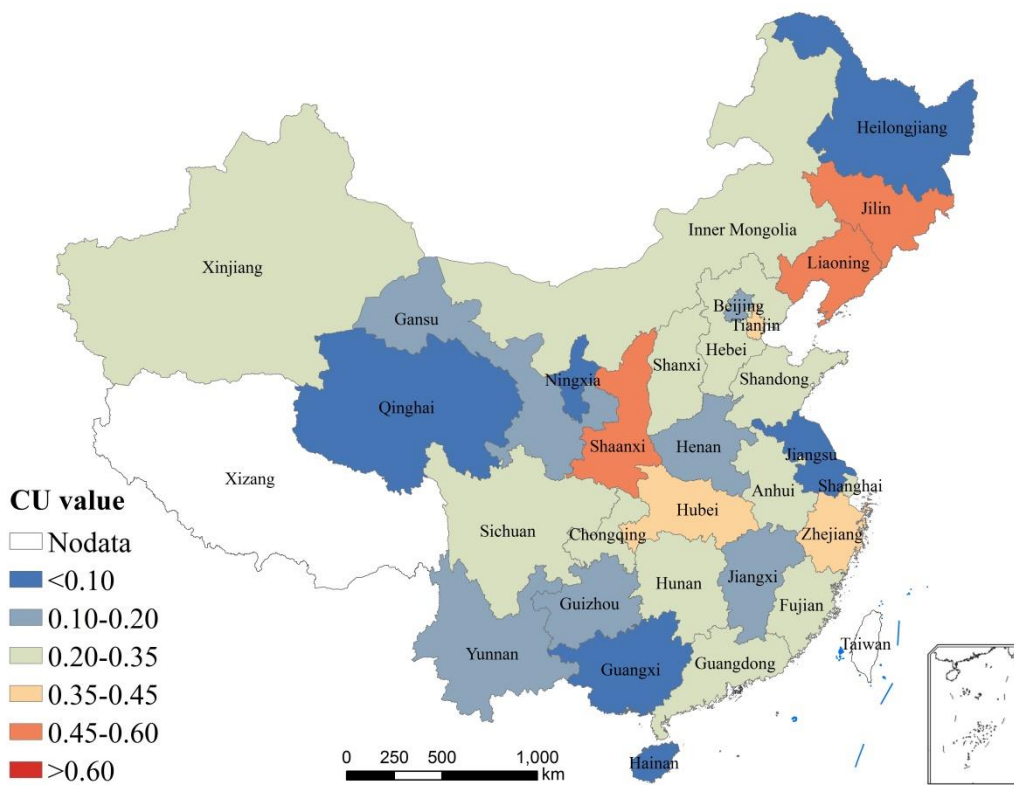 Heilongjiang
Jilin
Inner Mongolia
Liaoning
Xinjiang
Beijing
Gansu
Tianjin
Hebei
Shanxi
Ningxia
Shandong
Qinghai
Shaanxi
Henan
Jiangsu
Xizang
Anhui
Shanghai
Hubei
Sichuan
Chongqing
Zhejiang
Hunan
Jiangxi
Guizhou
Fujian
Yunnan
Taiwan
Guangxi
Guangdong
Hainan
CU value
Nodata
<0.10
0.10-0.20
0.20-0.35
0.35-0.45
0.45-0.60
>0.60
0 250 500 1,000
km